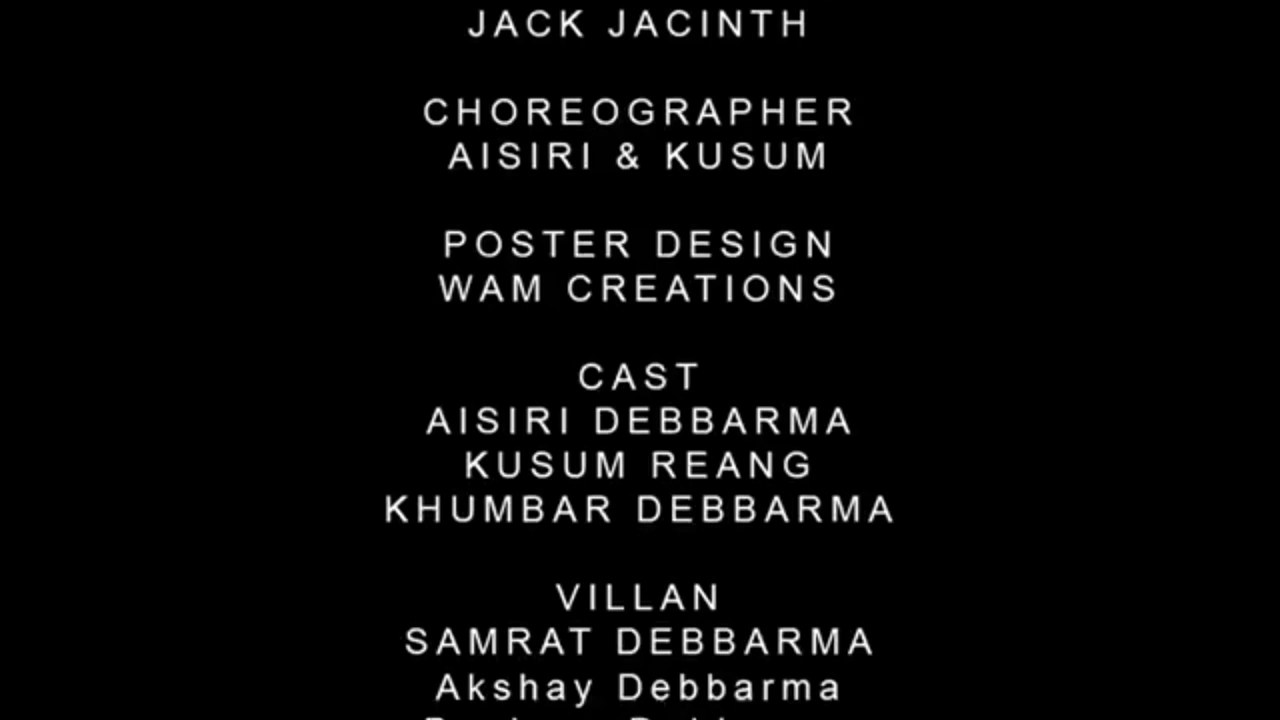 JACK JACINTH
CHOREOGRAPHER
AISIRI & KUSUM
POSTER DESIGN
WAM CREATIONS
CAST
AISIRI DEBBARMA
KUSUM REANG
KHUMBAR DEBBARMA
VILLAN
SAMRAT DEBBARMA
Akshay Debbarma